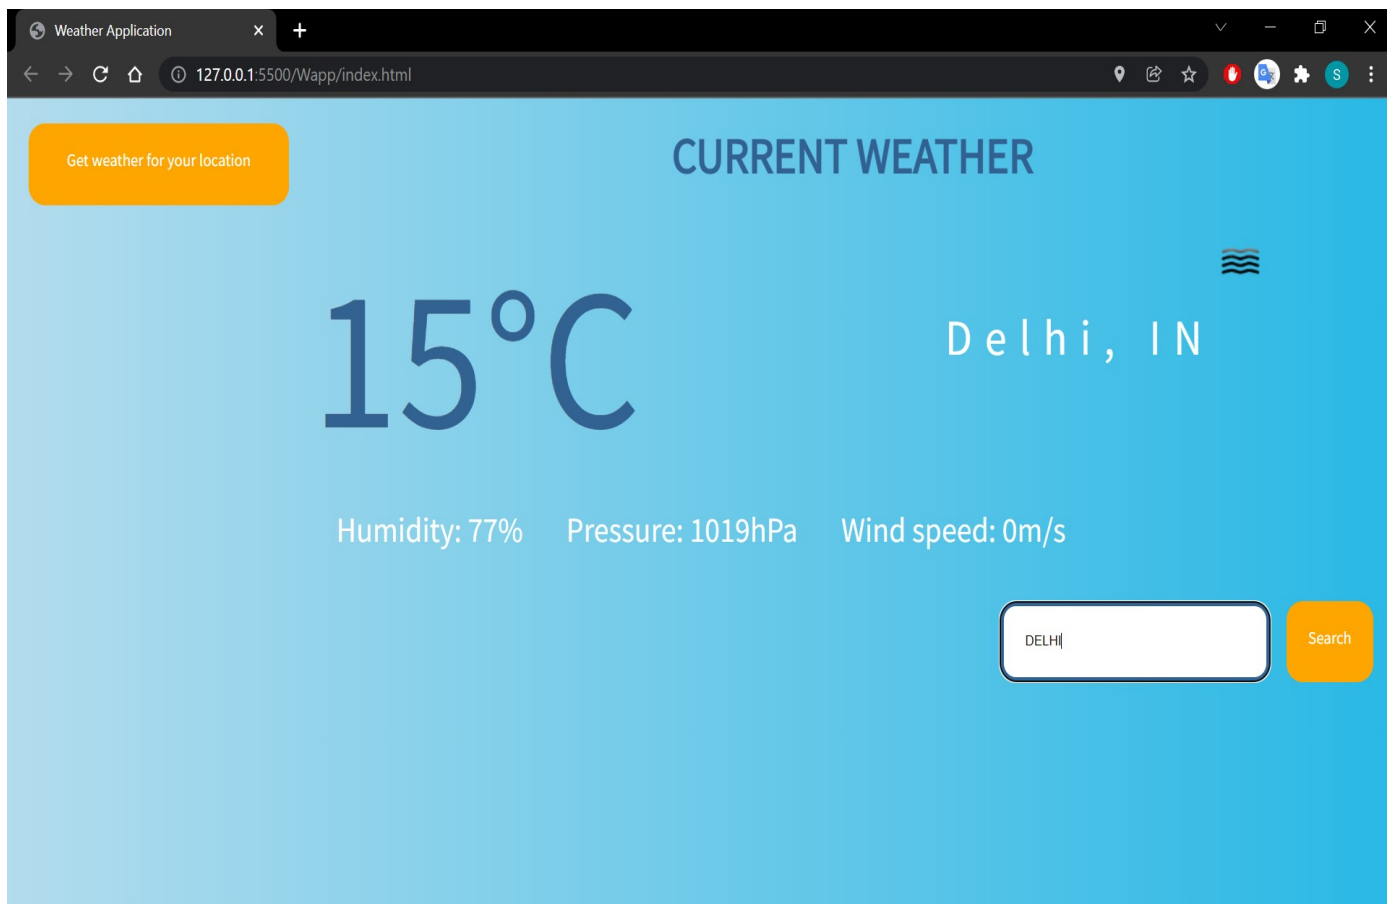 Weather Application
127.0.0.1:5500/Wapp/index.html
S
Get weather for your location
CURRENT WEATHER
15°C
Delhi, IN
Humidity: 77% Pressure: 1019hPa Wind speed: 0m/s
DELHI
Search